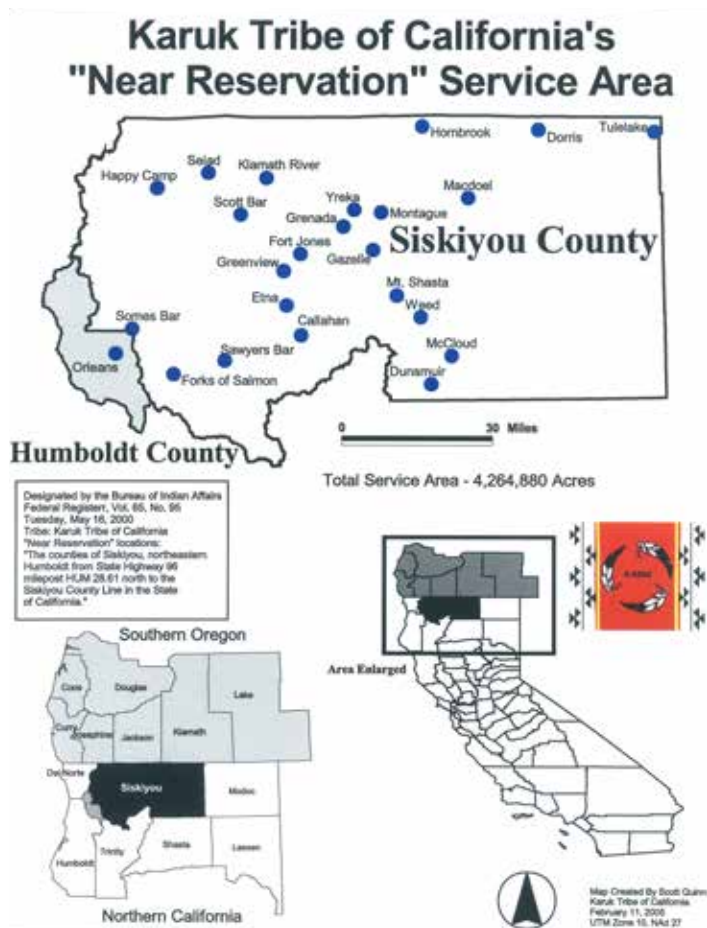 Karuk Tribe of California's
"Near Reservation" Service Area
Hornbrook
Dorris
Tulelake
Seiad
Klamath River
Happy Camp
Macdoel
Scott Bar
Yreka
Montague
Grenada
Siskiyou County
Fort Jones
Gazelle
Greenview
Mt. Shasta
Etna
Weed
Somes Bar
Callahan
McCloud
Orleans
Sawyers Bar
Dunsmuir
Forks of Salmon
0 30 Miles
Humboldt County
Total Service Area - 4,264,880 Acres
Designated by the Bureau of Indian Affairs
Federal Registerr, Vol. 65, No. 95
Tuesday, May 16, 2000
Tribe: Karuk Tribe of California
"Near Reservation" locations:
"The counties of Siskiyou, northeastern
Humboldt from State Highway 96
milepost HUM 28.61 north to the
Siskiyou County Line in the State
of California."
Southern Oregon
Area Enlarged
Coos
Douglas
Lake
Curry
Josephine
Jackson
Klamath
Del Norte
Siskiyou
Modoc
Humboldt
Trinity
Shasta
Lassen
Northern California
Map Created By Scott Quinn
Karuk Tribe of California
UTM Zone 10, NAd 27